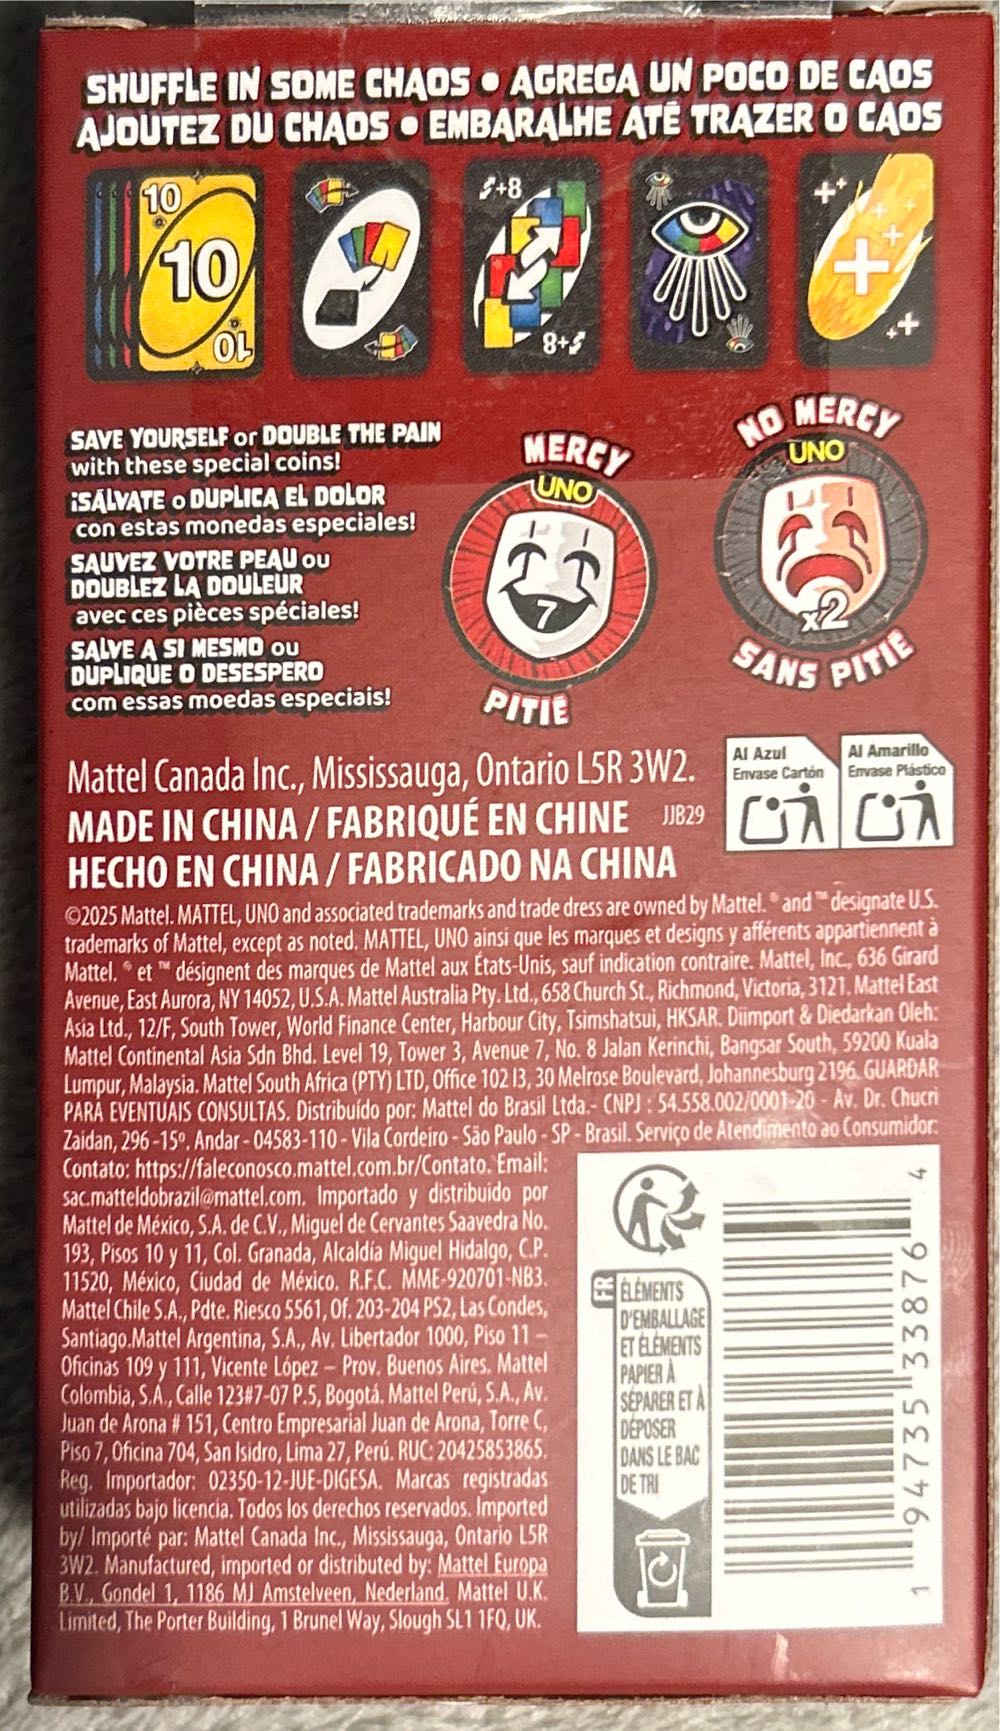 SHUFFLE IN SOME CHAOS • AGREGA UN POCO DE CAOS
AJOUTEZ DU CHAOS • EMBARALHE ATÉ TRAZER O CAOS
10
10
10
+8
8+
SAVE YOURSELF or DOUBLE THE PAIN
with these special coins!
¡SÁLVATE o DUPLICA EL DOLOR
con estas monedas especiales!
SAUVEZ VOTRE PEAU ou
DOUBLEZ LA DOULEUR
avec ces pièces spéciales!
SALVE A SI MESMO ou
DUPLIQUE O DESESPERO
com essas moedas especiais!
MERCY
UNO
7
PITIÉ
NO MERCY
UNO
x2
SANS PITIÉ
Mattel Canada Inc., Mississauga, Ontario L5R 3W2.
MADE IN CHINA / FABRIQUÉ EN CHINE JJB29
HECHO EN CHINA / FABRICADO NA CHINA
Al Azul
Envase Cartón
Al Amarillo
Envase Plástico
©2025 Mattel. MATTEL, UNO and associated trademarks and trade dress are owned by Mattel. ® and ™ designate U.S.
trademarks of Mattel, except as noted. MATTEL, UNO ainsi que les marques et designs y afférents appartiennent à
Mattel. ® et ™ désignent des marques de Mattel aux États-Unis, sauf indication contraire. Mattel, Inc., 636 Girard
Avenue, East Aurora, NY 14052, U.S.A. Mattel Australia Pty. Ltd., 658 Church St., Richmond, Victoria, 3121. Mattel East
Asia Ltd., 12/F, South Tower, World Finance Center, Harbour City, Tsimshatsui, HKSAR. Diimport & Diedarkan Oleh:
Mattel Continental Asia Sdn Bhd. Level 19, Tower 3, Avenue 7, No. 8 Jalan Kerinchi, Bangsar South, 59200 Kuala
Lumpur, Malaysia. Mattel South Africa (PTY) LTD, Office 102 I3, 30 Melrose Boulevard, Johannesburg 2196. GUARDAR
PARA EVENTUAIS CONSULTAS. Distribuído por: Mattel do Brasil Ltda.- CNPJ : 54.558.002/0001-20 - Av. Dr. Chucri
Zaidan, 296 -15º. Andar - 04583-110 - Vila Cordeiro - São Paulo - SP - Brasil. Serviço de Atendimento ao Consumidor:
Contato: https://faleconosco.mattel.com.br/Contato. Email:
sac.matteldobrazil@mattel.com. Importado y distribuido por
Mattel de México, S.A. de C.V., Miguel de Cervantes Saavedra No.
193, Pisos 10 y 11, Col. Granada, Alcaldía Miguel Hidalgo, C.P.
11520, México, Ciudad de México. R.F.C. MME-920701-NB3.
Mattel Chile S.A., Pdte. Riesco 5561, Of. 203-204 PS2, Las Condes,
Santiago.Mattel Argentina, S.A., Av. Libertador 1000, Piso 11 –
Oficinas 109 y 111, Vicente López – Prov. Buenos Aires. Mattel
Colombia, S.A., Calle 123#7-07 P.5, Bogotá. Mattel Perú, S.A., Av.
Juan de Arona # 151, Centro Empresarial Juan de Arona, Torre C,
Piso 7, Oficina 704, San Isidro, Lima 27, Perú. RUC: 20425853865.
Reg. Importador: 02350-12-JUE-DIGESA. Marcas registradas
utilizadas bajo licencia. Todos los derechos reservados. Imported
by/ Importé par: Mattel Canada Inc., Mississauga, Ontario L5R
3W2. Manufactured, imported or distributed by: Mattel Europa
B.V., Gondel 1, 1186 MJ Amstelveen, Nederland. Mattel U.K.
Limited, The Porter Building, 1 Brunel Way, Slough SL1 1FQ, UK.
FR
ÉLÉMENTS
D'EMBALLAGE
ET ÉLÉMENTS
PAPIER À
SÉPARER ET À
DÉPOSER
DANS LE BAC
DE TRI
1 94735 33876 4